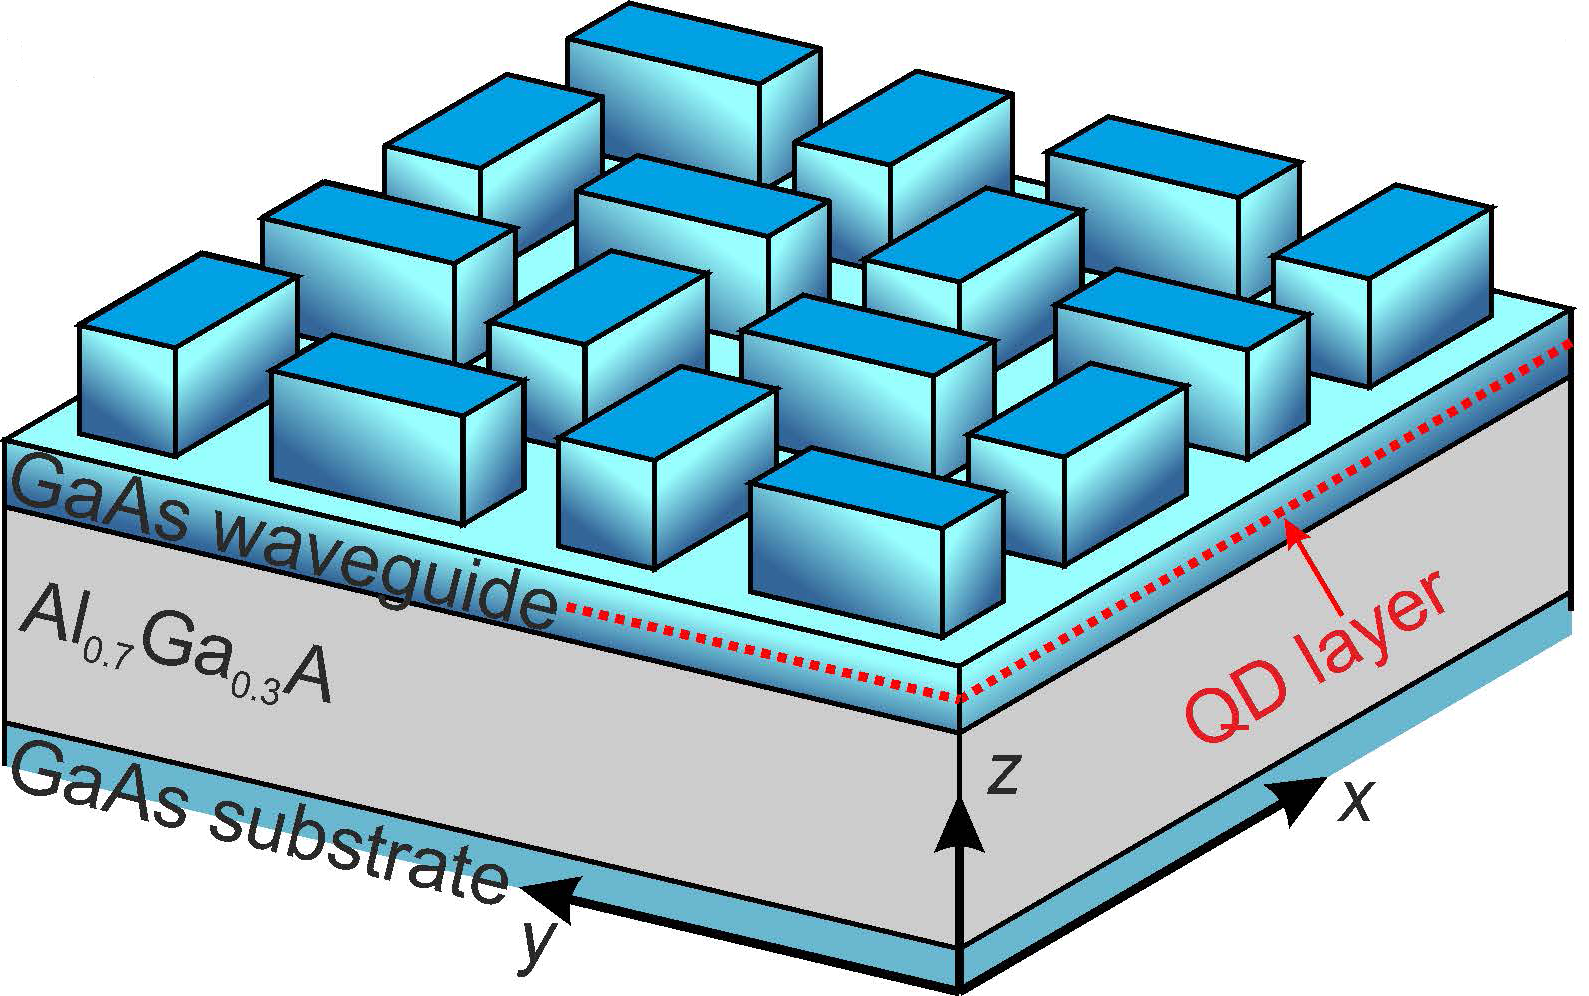 GaAs waveguide
Al0.7Ga0.3A
GaAs substrate
QD layer
z
x
y